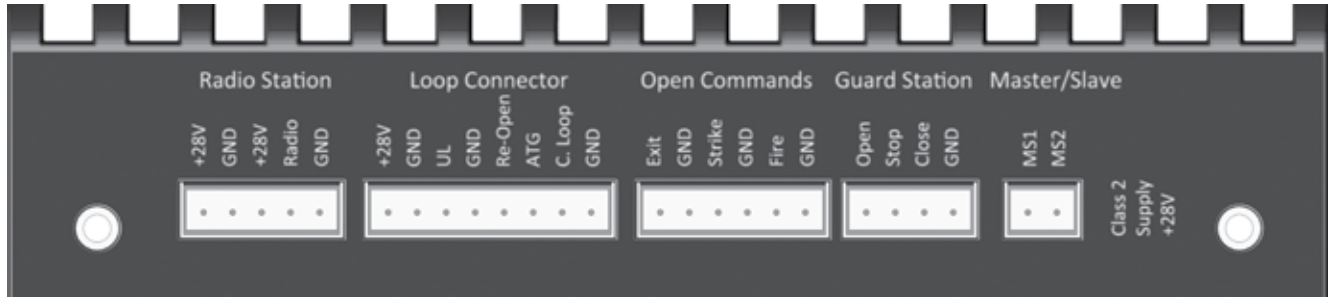 Radio Station
Loop Connector
Open Commands
Guard Station
Master/Slave
+28V
GND
+28V
Radio
GND
+28V
GND
UL
GND
Re-Open
ATG
C. Loop
GND
Exit
GND
Strike
GND
Fire
GND
Open
Stop
Close
GND
MS1
MS2
Class 2
Supply
+28V